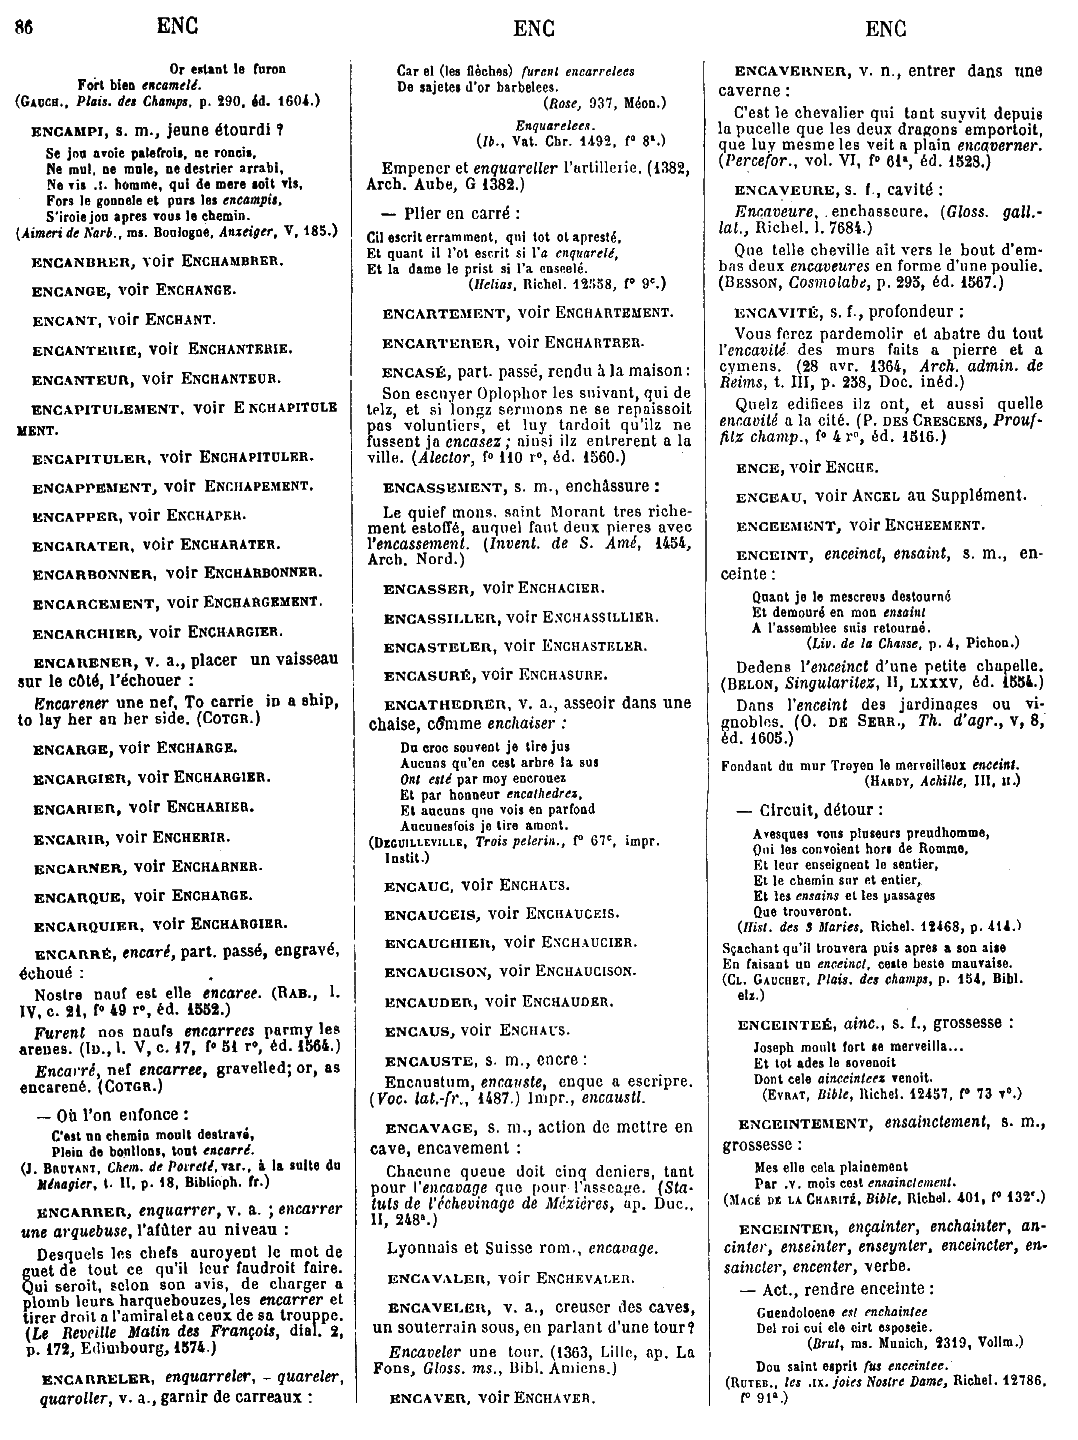 86 ENC ENC ENC
Or estant le furon
Fort bien encamelé.
(GAUCH., Plais. des Champs, p. 290, éd. 1604.)
ENCAMPI, s. m., jeune étourdi ?
Se jou avoie palefrois, ne roncis,
Ne mul, ne mule, ne destrier arrabi,
Ne vis .I. homme, qui de mere soit vis,
Fors le gonnele et purs les encampis,
S'iroie jou apres vous le chemin.
(Aimeri de Narb., ms. Boulogne, Anzeiger, V, 185.)
ENCANBRER, voir ENCHAMBRER.
ENCANGE, voir ENCHANGE.
ENCANT, voir ENCHANT.
ENCANTERIE, voir ENCHANTERIE.
ENCANTEUR, voir ENCHANTEUR.
ENCAPITULEMENT, voir ENCHAPITULE
MENT.
ENCAPITULER, voir ENCHAPITULER.
ENCAPPEMENT, voir ENCHAPEMENT.
ENCAPPER, voir ENCHAPER.
ENCARATER, voir ENCHARATER.
ENCARBONNER, voir ENCHARBONNER.
ENCARCEMENT, voir ENCHARGEMENT.
ENCARCHIER, voir ENCHARGIER.
ENCARENER, v. a., placer un vaisseau
sur le côté, l'échouer :
Encarener une nef, To carrie in a ship,
to lay her an her side. (COTGR.)
ENCARGE, voir ENCHARGE.
ENCARGIER, voir ENCHARGIER.
ENCARIER, voir ENCHARIER.
ENCARIR, voir ENCHERIR.
ENCARNER, voir ENCHARNER.
ENCARQUE, voir ENCHARGE.
ENCARQUIER, voir ENCHARGIER.
ENCARRÉ, encaré, part. passé, engravé,
échoué :
Nostre nauf est elle encaree. (RAB., l.
IV, c. 21, f° 49 r°, éd. 1552.)
Furent nos naufs encarrees parmy les
arenes. (ID., l. V, c. 17, f° 51 r°, éd. 1564.)
Encarré, nef encarree, gravelled; or, as
encarené. (COTGR.)
— Où l'on enfonce :
C'est un chemin moult destravé,
Plein de boullons, tout encarré.
(J. BRUYANT, Chem. de Povreté, var., à la suite du
Ménagier, t. II, p. 18, Biblioph. fr.)
ENCARRER, enquarrer, v. a. ; encarrer
une arquebuse, l'afûter au niveau :
Desquels les chefs auroyent le mot de
guet de tout ce qu'il leur faudroit faire.
Qui seroit, selon son avis, de charger a
plomb leurs harquebouzes, les encarrer et
tirer droit a l'amiral et a ceux de sa trouppe.
(Le Reveille Matin des François, dial. 2,
p. 172, Edimbourg, 1574.)
ENCARRELER, enquarreler, - quareler,
quaroller, v. a., garnir de carreaux :
Car el (les flèches) furent encarrelees
De sajetes d'or barbelees.
(Rose, 937, Méon.)
Enquarelees.
(Ib., Vat. Chr. 1492, f° 8ᵃ.)
Empener et enquareller l'artillerie. (1382,
Arch. Aube, G 1382.)
— Plier en carré :
Cil escrit erramment, qui tot ot apresté,
Et quant il l'ot escrit si l'a enquarelé,
Et la dame le prist si l'a enseelé.
(Helias, Richel. 12558, f° 9ᶜ.)
ENCARTEMENT, voir ENCHARTEMENT.
ENCARTERER, voir ENCHARTRER.
ENCASÉ, part. passé, rendu à la maison :
Son escuyer Oplophor les suivant, qui de
telz, et si longz sermons ne se repaissoit
pas voluntiers, et luy tardoit qu'ilz ne
fussent ja encasez ; ainsi ilz entrerent a la
ville. (Alector, f° 110 r°, éd. 1560.)
ENCASSEMENT, s. m., enchâssure :
Le quief mons. saint Morant tres riche-
ment estoffé, auquel faut deux pieres avec
l'encassement. (Invent. de S. Amé, 1454,
Arch. Nord.)
ENCASSER, voir ENCHACIER.
ENCASSILLER, voir ENCHASSILLIER.
ENCASTELER, voir ENCHASTELER.
ENCASURÉ, voir ENCHASURE.
ENCATHEDRER, v. a., asseoir dans une
chaise, comme enchaiser :
Du croc souvent je tire jus
Aucuns qu'en cest arbre la sus
Ont esté par moy encrouez
Et par honneur encathedrez,
Et aucuns que vois en parfond
Aucunesfois je tire amont.
(DEGUILLEVILLE, Trois pelerin., f° 67ᶜ, impr.
Instit.)
ENCAUC, voir ENCHAUS.
ENCAUCEIS, voir ENCHAUCEIS.
ENCAUCHIER, voir ENCHAUCIER.
ENCAUCISON, voir ENCHAUCISON.
ENCAUDER, voir ENCHAUDER.
ENCAUS, voir ENCHAUS.
ENCAUSTE, s. m., encre :
Encaustum, encauste, enque a escripre.
(Voc. lat.-fr., 1487.) Impr., encaustl.
ENCAVAGE, s. m., action de mettre en
cave, encavement :
Chacune queue doit cinq deniers, tant
pour l'encavage que pour l'asseage. (Sta-
tuts de l'échevinage de Mézières, ap. Duc.,
II, 248ᵃ.)
Lyonnais et Suisse rom., encavage.
ENCAVALER, voir ENCHEVALER.
ENCAVELER, v. a., creuser des caves,
un souterrain sous, en parlant d'une tour?
Encaveler une tour. (1363, Lille, ap. La
Fons, Gloss. ms., Bibl. Amiens.)
ENCAVER, voir ENCHAVER.
ENCAVERNER, v. n., entrer dans une
caverne :
C'est le chevalier qui tant suyvit depuis
la pucelle que les deux dragons emportoit,
que luy mesme les veit a plain encaverner.
(Percefor., vol. VI, f° 61ᵃ, éd. 1528.)
ENCAVEURE, s. f., cavité :
Encaveure, enchasseure. (Gloss. gall.-
lat., Richel. l. 7684.)
Que telle cheville aît vers le bout d'em-
bas deux encaveures en forme d'une poulie.
(BESSON, Cosmolabe, p. 295, éd. 1567.)
ENCAVITÉ, s. f., profondeur :
Vous ferez pardemolir et abatre du tout
l'encavité des murs faits a pierre et a
cymens. (28 avr. 1364, Arch. admin. de
Reims, t. III, p. 238, Doc. inéd.)
Quelz edifices ilz ont, et aussi quelle
encavité a la cité. (P. DES CRESCENS, Prouf-
filz champ., f° 4 r°, éd. 1516.)
ENCE, voir ENCHE.
ENCEAU, voir ANCEL au Supplément.
ENCEEMENT, voir ENCHEEMENT.
ENCEINT, enceinct, ensaint, s. m., en-
ceinte :
Quant je le mescreus destourné
Et demouré en mon ensaint
A l'assemblee suis retourné.
(Liv. de la Chasse, p. 4, Pichon.)
Dedens l'enceinct d'une petite chapelle.
(BELON, Singularitez, II, LXXXV, éd. 1554.)
Dans l'enceint des jardinages ou vi-
gnobles. (O. DE SERR., Th. d'agr., V, 8,
éd. 1605.)
Fondant du mur Troyen le merveilleux enceint.
(HARDY, Achille, III, II.)
— Circuit, détour :
Avesques vous pluseurs preudhomme,
Qui les convoient hors de Romme,
Et leur enseignent le sentier,
Et le chemin sur et entier,
Et les ensains et les passages
Que trouveront.
(Hist. des 3 Maries, Richel. 12468, p. 414.)
Sçachant qu'il trouvera puis apres a son aise
En faisant un enceinct, ceste beste mauvaise.
(CL. GAUCHET, Plais. des champs, p. 154, Bibl.
elz.)
ENCEINTEÉ, ainc., s. f., grossesse :
Joseph moult fort se merveilla...
Et tot ades le sovenoit
Dont cele ainceinteez venoit.
(EVRAT, Bible, Richel. 12457, f° 73 v°.)
ENCEINTEMENT, ensainctement, s. m.,
grossesse :
Mes elle cela plainement
Par .v. mois cest ensainctement.
(MACÉ DE LA CHARITÉ, Bible, Richel. 401, f° 132ᶜ.)
ENCEINTER, ençainter, enchainter, an-
cinter, enseinter, enseynter, enceincter, en-
saincter, encenter, verbe.
— Act., rendre enceinte :
Guendoloene est enchaintee
Del roi cui ele eirt esposeie.
(Brut, ms. Munich, 2319, Vollm.)
Dou saint esprit fus enceintee.
(RUTEB., les .IX. joies Nostre Dame, Richel. 12786,
f° 91ᵃ.)